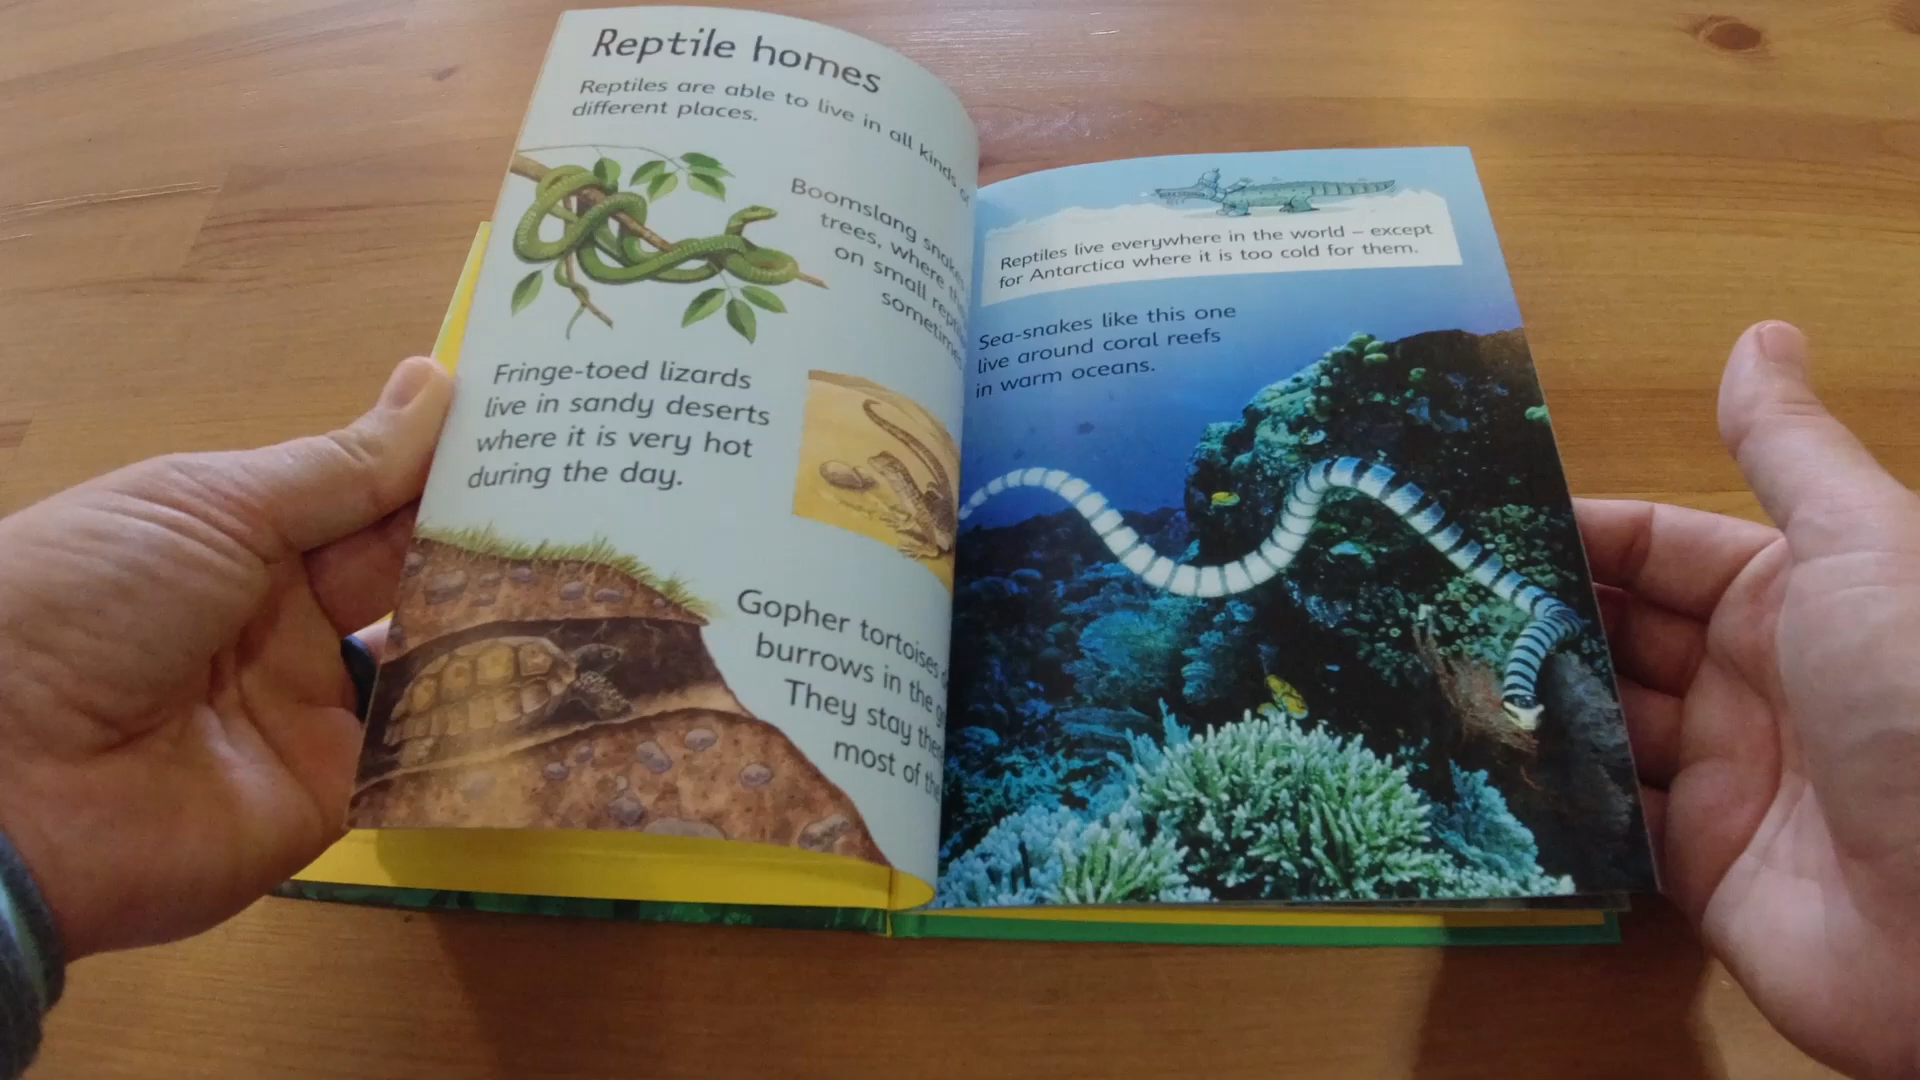 Reptile homes
Reptiles are able to live in all kinds of
different places.
Boomslang snakes
trees, where
on small
Fringe-toed lizards
live in sandy deserts
where it is very hot
during the day.
Gopher tortoises
burrows in the
They stay
most of the
Reptiles live everywhere in the world – except
for Antarctica where it is too cold for them.
Sea-snakes like this one
live around coral reefs
in warm oceans.